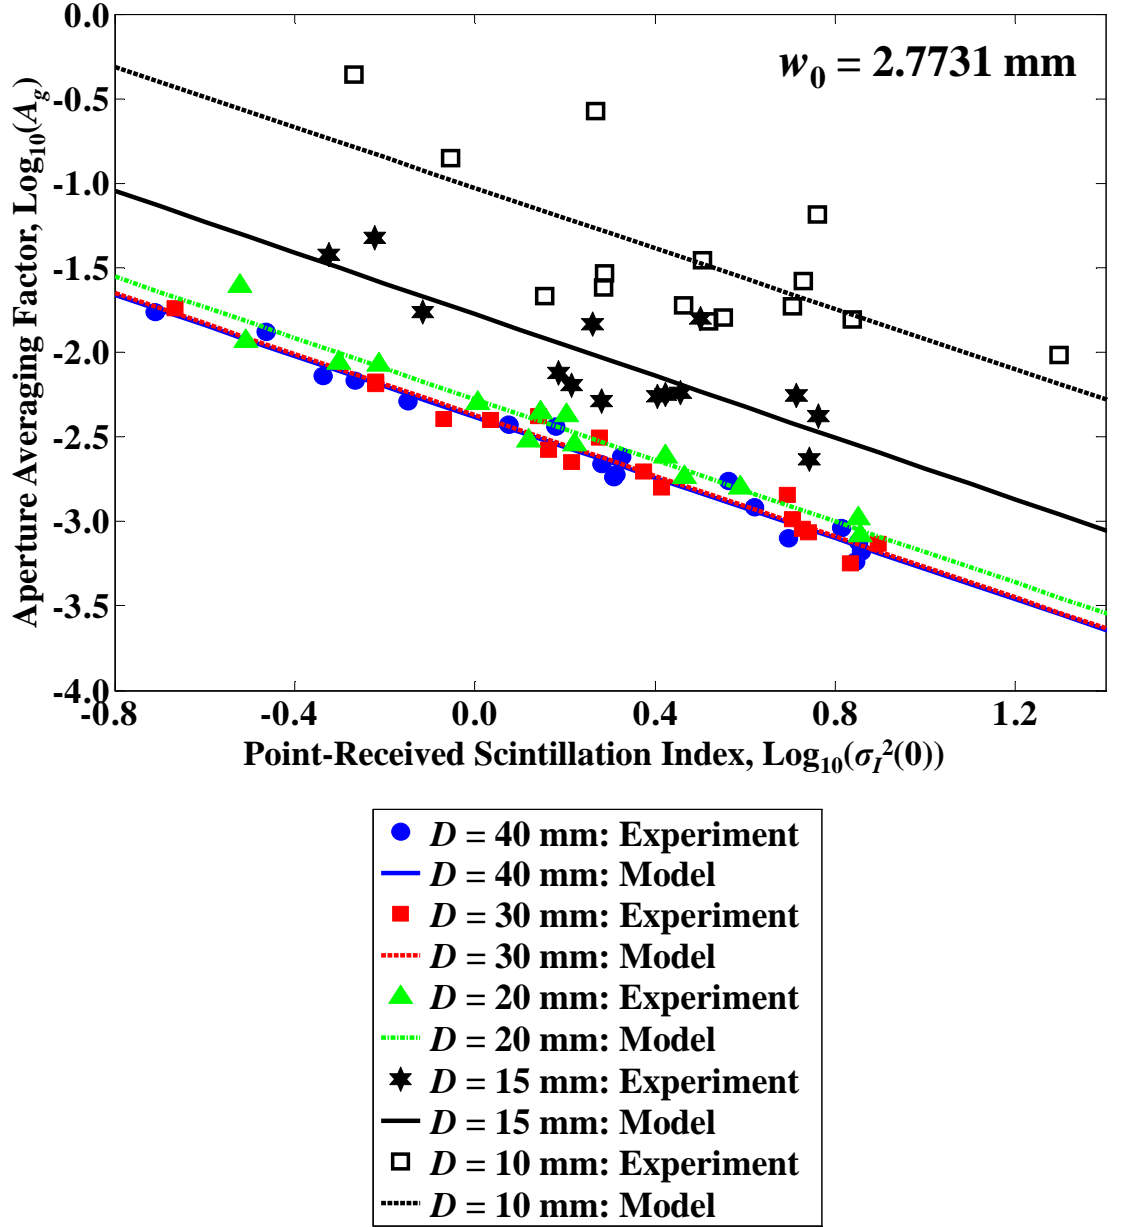 0.0
-0.5
-1.0
-1.5
-2.0
-2.5
-3.0
-3.5
-4.0
Aperture Averaging Factor, Log₁₀(A_g)
w₀ = 2.7731 mm
-0.8 -0.4 0.0 0.4 0.8 1.2
Point-Received Scintillation Index, Log₁₀(σ_I²(0))
D = 40 mm: Experiment
D = 40 mm: Model
D = 30 mm: Experiment
D = 30 mm: Model
D = 20 mm: Experiment
D = 20 mm: Model
D = 15 mm: Experiment
D = 15 mm: Model
D = 10 mm: Experiment
D = 10 mm: Model